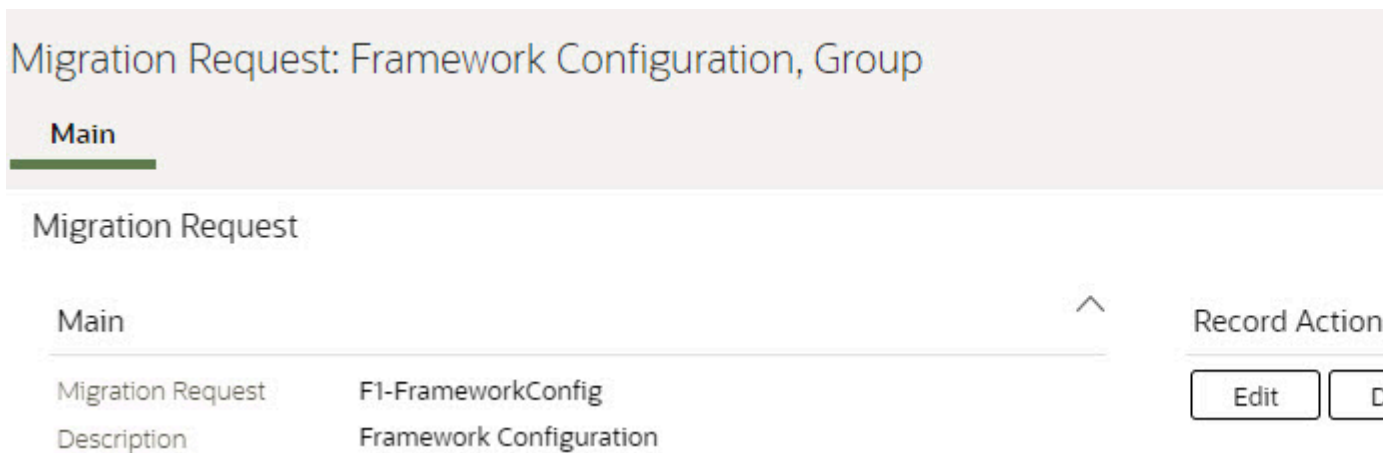 Migration Request: Framework Configuration, Group
Main
Migration Request
Main
Record Action
Migration Request F1-FrameworkConfig
Edit D
Description Framework Configuration